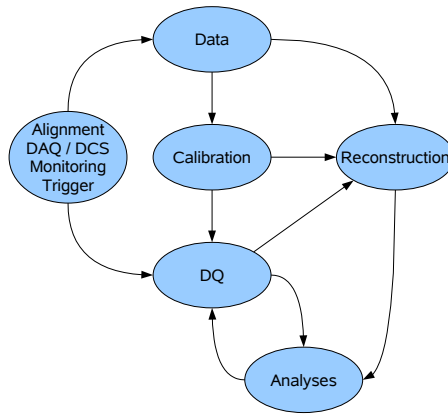 Data
Alignment
DAQ / DCS
Monitoring
Trigger
Calibration
Reconstruction
DQ
Analyses